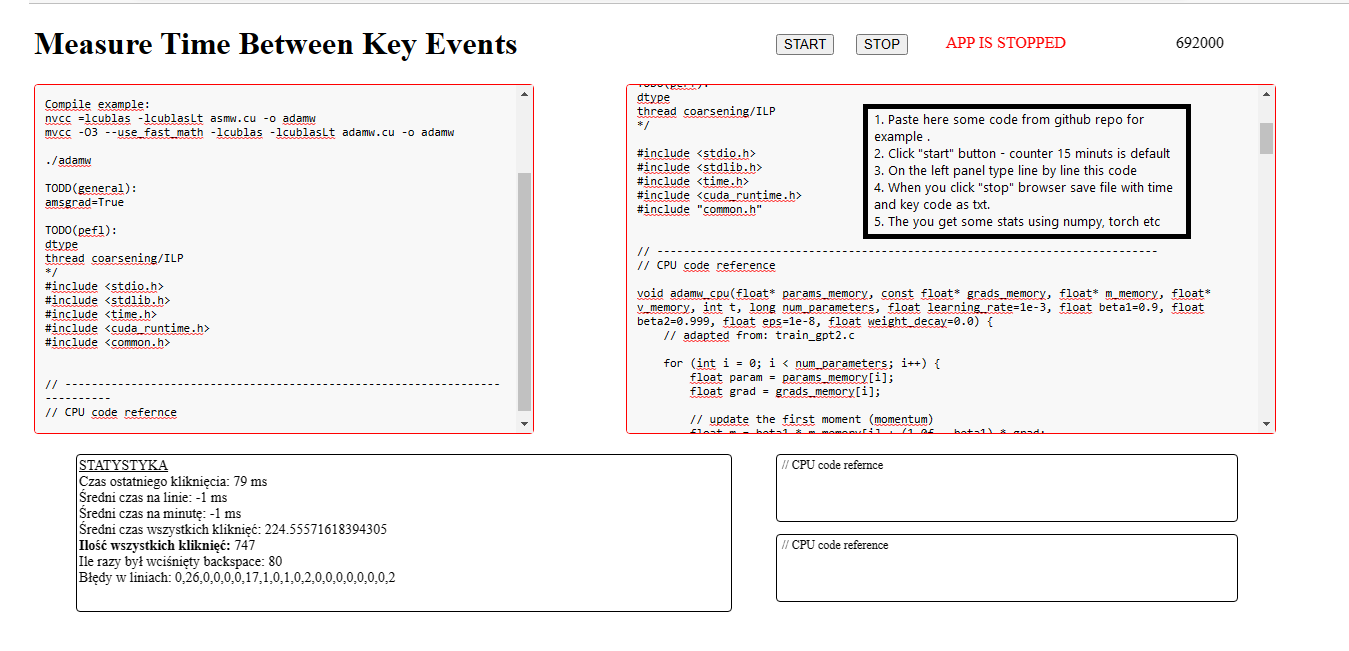 Measure Time Between Key Events
START STOP APP IS STOPPED 692000
Compile example:
nvcc =lcublas -lcublasLt asmw.cu -o adamw
mvcc -O3 --use_fast_math -lcublas -lcublasLt adamw.cu -o adamw
./adamw
TODD(general):
amsgrad=True
TODO(pefl):
dtype
thread coarsening/ILP
*/
#include <stdio.h>
#include <stdlib.h>
#include <time.h>
#include <cuda_runtime.h>
#include <common.h>
// ------------------------------------------------------------------
----------
// CPU code refernce
dtype
thread coarsening/ILP
*/
#include <stdio.h>
#include <stdlib.h>
#include <time.h>
#include <cuda_runtime.h>
#include "common.h"
// ----------------------------------------------------------------------------
// CPU code reference
void adamw_cpu(float* params_memory, const float* grads_memory, float* m_memory, float*
v_memory, int t, long num_parameters, float learning_rate=1e-3, float beta1=0.9, float
beta2=0.999, float eps=1e-8, float weight_decay=0.0) {
// adapted from: train_gpt2.c
for (int i = 0; i < num_parameters; i++) {
float param = params_memory[i];
float grad = grads_memory[i];
// update the first moment (momentum)
float m = beta1 * m_memory[i] + (1.0f - beta1) * grad;
1. Paste here some code from github repo for
example .
2. Click "start" button - counter 15 minuts is default
3. On the left panel type line by line this code
4. When you click "stop" browser save file with time
and key code as txt.
5. The you get some stats using numpy, torch etc
STATYSTYKA
Czas ostatniego kliknięcia: 79 ms
Średni czas na linie: -1 ms
Średni czas na minutę: -1 ms
Średni czas wszystkich kliknięć: 224.55571618394305
Ilość wszystkich kliknięć: 747
Ile razy był wciśnięty backspace: 80
Błędy w liniach: 0,26,0,0,0,0,17,1,0,1,0,2,0,0,0,0,0,0,0,2
// CPU code refernce
// CPU code reference